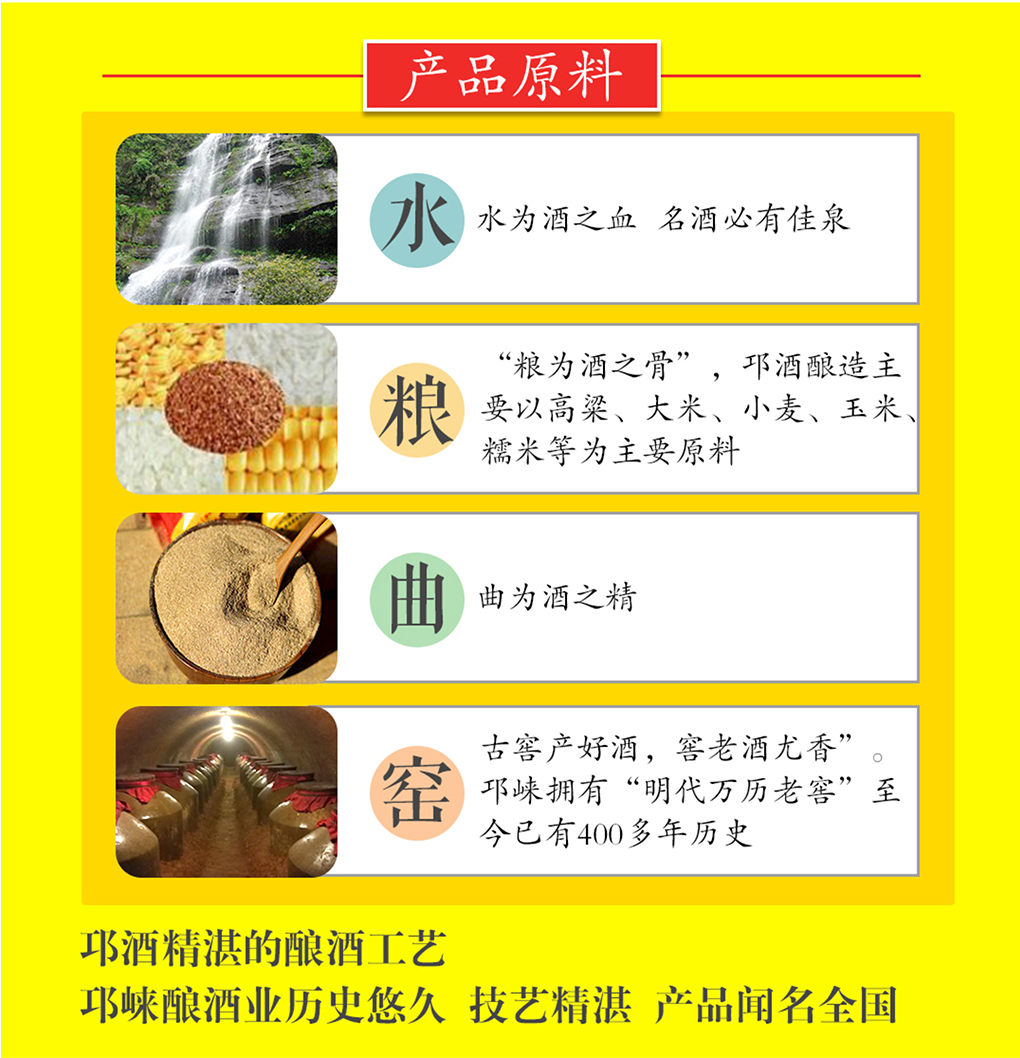 产品原料
水
水为酒之血 名酒必有佳泉
粮
“粮为酒之骨”，邛酒酿造主
要以高粱、大米、小麦、玉米、
糯米等为主要原料
曲
曲为酒之精
窑
古窖产好酒，窖老酒尤香”。
邛崃拥有“明代万历老窖”至
今已有400多年历史
邛酒精湛的酿酒工艺
邛崃酿酒业历史悠久 技艺精湛 产品闻名全国